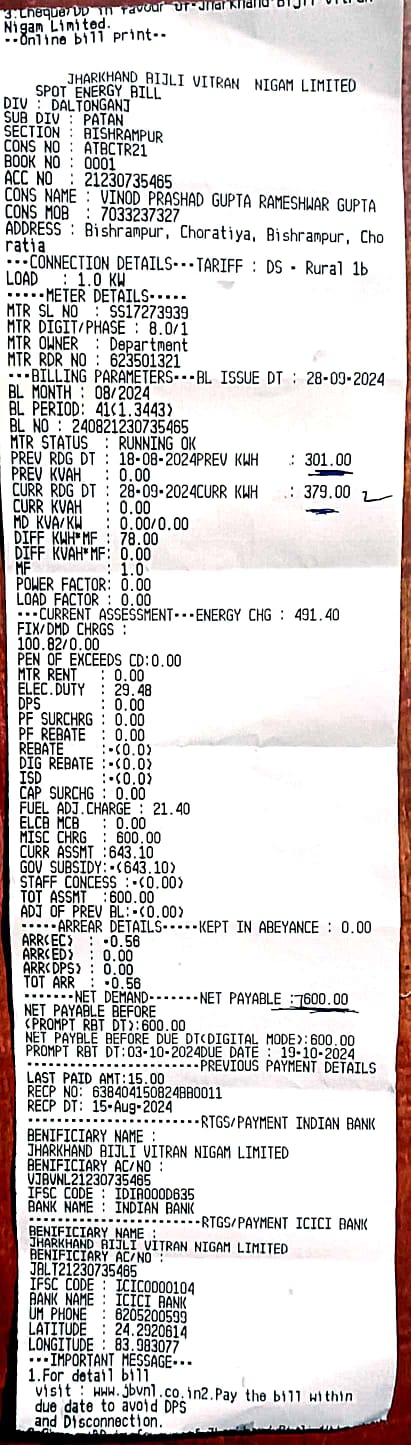 3.Cheque/DD in favour of-Jharkhand Bijli Vitran
Nigam Limited.
--Online bill print--
JHARKHAND BIJLI VITRAN NIGAM LIMITED
SPOT ENERGY BILL
DIV : DALTONGANJ
SUB DIV : PATAN
SECTION : BISHRAMPUR
CONS NO : ATBCTR21
BOOK NO : 0001
ACC NO : 21230735465
CONS NAME : VINOD PRASHAD GUPTA RAMESHWAR GUPTA
CONS MOB : 7033237327
ADDRESS : Bishrampur, Choratiya, Bishrampur, Cho
ratia
---CONNECTION DETAILS---TARIFF : DS - Rural 1b
LOAD : 1.0 KW
-----METER DETAILS-----
MTR SL NO : SS17273939
MTR DIGIT/PHASE : 8.0/1
MTR OWNER : Department
MTR RDR NO : 623501321
---BILLING PARAMETERS---BL ISSUE DT : 28-09-2024
BL MONTH : 08/2024
BL PERIOD: 41(1.3443)
BL NO : 240821230735465
MTR STATUS : RUNNING OK
PREV RDG DT : 18-08-2024PREV KWH : 301.00
PREV KVAH : 0.00
CURR RDG DT : 28-09-2024CURR KWH : 379.00
CURR KVAH : 0.00
MD KVA/KW : 0.00/0.00
DIFF KWH*MF : 78.00
DIFF KVAH*MF: 0.00
MF : 1.0
POWER FACTOR: 0.00
LOAD FACTOR : 0.00
---CURRENT ASSESSMENT---ENERGY CHG : 491.40
FIX/DMD CHRGS :
100.82/0.00
PEN OF EXCEEDS CD:0.00
MTR RENT : 0.00
ELEC.DUTY : 29.48
DPS : 0.00
PF SURCHRG : 0.00
PF REBATE : 0.00
REBATE :-(0.0)
DIG REBATE :-(0.0)
ISD :-(0.0)
CAP SURCHG : 0.00
FUEL ADJ.CHARGE : 21.40
ELCB MCB : 0.00
MISC CHRG : 600.00
CURR ASSMT :643.10
GOV SUBSIDY:-(643.10)
STAFF CONCESS :-(0.00)
TOT ASSMT :600.00
ADJ OF PREV BL:-(0.00)
-----ARREAR DETAILS-----KEPT IN ABEYANCE : 0.00
ARR(EC) : -0.56
ARR(ED) : 0.00
ARR(DPS) : 0.00
TOT ARR : -0.56
-------NET DEMAND-------NET PAYABLE :600.00
NET PAYABLE BEFORE
(PROMPT RBT DT):600.00
NET PAYBLE BEFORE DUE DT(DIGITAL MODE):600.00
PROMPT RBT DT:03-10-2024DUE DATE : 19-10-2024
------------------------PREVIOUS PAYMENT DETAILS
LAST PAID AMT:15.00
RECP NO: 638404150824BB0011
RECP DT: 15-Aug-2024
------------------------RTGS/PAYMENT INDIAN BANK
BENIFICIARY NAME :
JHARKHAND BIJLI VITRAN NIGAM LIMITED
BENIFICIARY AC/NO :
VJBVNL21230735465
IFSC CODE : IDIB000D635
BANK NAME : INDIAN BANK
------------------------RTGS/PAYMENT ICICI BANK
BENIFICIARY NAME :
JHARKHAND BIJLI VITRAN NIGAM LIMITED
BENIFICIARY AC/NO :
JBLT21230735465
IFSC CODE : ICIC0000104
BANK NAME : ICICI BANK
UM PHONE : 6205200599
LATITUDE : 24.2920614
LONGITUDE : 83.983077
---IMPORTANT MESSAGE---
1.For detail bill
visit : www.jbvnl.co.in2.Pay the bill within
due date to avoid DPS
and Disconnection.